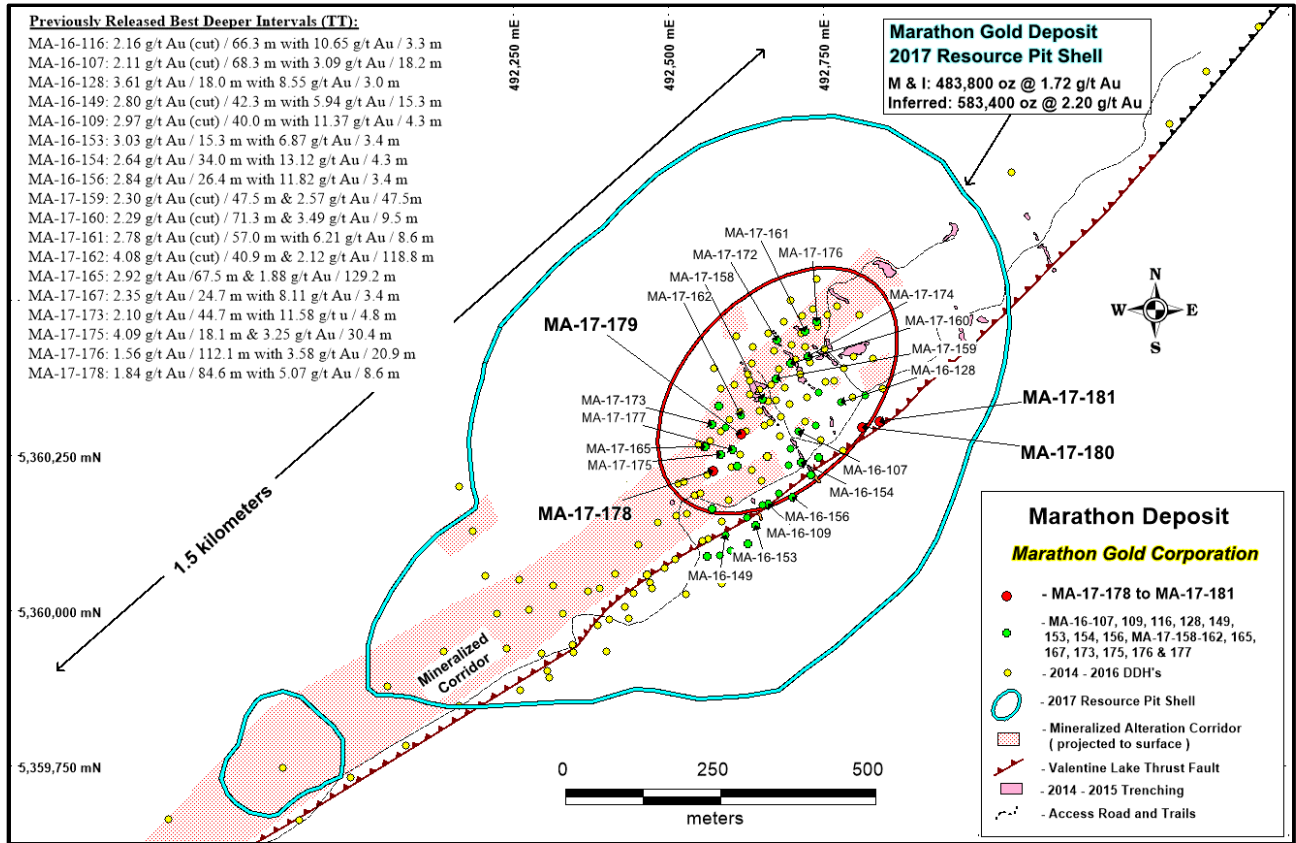 Previously Released Best Deeper Intervals (TT):
MA-16-116: 2.16 g/t Au (cut) / 66.3 m with 10.65 g/t Au / 3.3 m
MA-16-107: 2.11 g/t Au (cut) / 68.3 m with 3.09 g/t Au / 18.2 m
MA-16-128: 3.61 g/t Au / 18.0 m with 8.55 g/t Au / 3.0 m
MA-16-149: 2.80 g/t Au (cut) / 42.3 m with 5.94 g/t Au / 15.3 m
MA-16-109: 2.97 g/t Au (cut) / 40.0 m with 11.37 g/t Au / 4.3 m
MA-16-153: 3.03 g/t Au / 15.3 m with 6.87 g/t Au / 3.4 m
MA-16-154: 2.64 g/t Au / 34.0 m with 13.12 g/t Au / 4.3 m
MA-16-156: 2.84 g/t Au / 26.4 m with 11.82 g/t Au / 3.4 m
MA-17-159: 2.30 g/t Au (cut) / 47.5 m & 2.57 g/t Au / 47.5m
MA-17-160: 2.29 g/t Au (cut) / 71.3 m & 3.49 g/t Au / 9.5 m
MA-17-161: 2.78 g/t Au (cut) / 57.0 m with 6.21 g/t Au / 8.6 m
MA-17-162: 4.08 g/t Au (cut) / 40.9 m & 2.12 g/t Au / 118.8 m
MA-17-165: 2.92 g/t Au /67.5 m & 1.88 g/t Au / 129.2 m
MA-17-167: 2.35 g/t Au / 24.7 m with 8.11 g/t Au / 3.4 m
MA-17-173: 2.10 g/t Au / 44.7 m with 11.58 g/t u / 4.8 m
MA-17-175: 4.09 g/t Au / 18.1 m & 3.25 g/t Au / 30.4 m
MA-17-176: 1.56 g/t Au / 112.1 m with 3.58 g/t Au / 20.9 m
MA-17-178: 1.84 g/t Au / 84.6 m with 5.07 g/t Au / 8.6 m
492,250 mE
492,500 mE
492,750 mE
Marathon Gold Deposit
2017 Resource Pit Shell
M & I: 483,800 oz @ 1.72 g/t Au
Inferred: 583,400 oz @ 2.20 g/t Au
MA-17-161
MA-17-172
MA-17-176
MA-17-158
MA-17-162
MA-17-174
MA-17-160
MA-17-159
MA-16-128
MA-17-179
MA-17-173
MA-17-177
MA-17-165
MA-17-175
MA-17-181
MA-17-180
MA-16-107
MA-16-154
MA-17-178
MA-16-156
MA-16-109
MA-16-153
MA-16-149
N
W
E
S
5,360,250 mN
5,360,000 mN
5,359,750 mN
1.5 kilometers
Mineralized
Corridor
0
250
500
meters
Marathon Deposit
Marathon Gold Corporation
- MA-17-178 to MA-17-181
- MA-16-107, 109, 116, 128, 149,
153, 154, 156, MA-17-158-162, 165,
167, 173, 175, 176 & 177
- 2014 - 2016 DDH's
- 2017 Resource Pit Shell
- Mineralized Alteration Corridor
( projected to surface )
- Valentine Lake Thrust Fault
- 2014 - 2015 Trenching
- Access Road and Trails